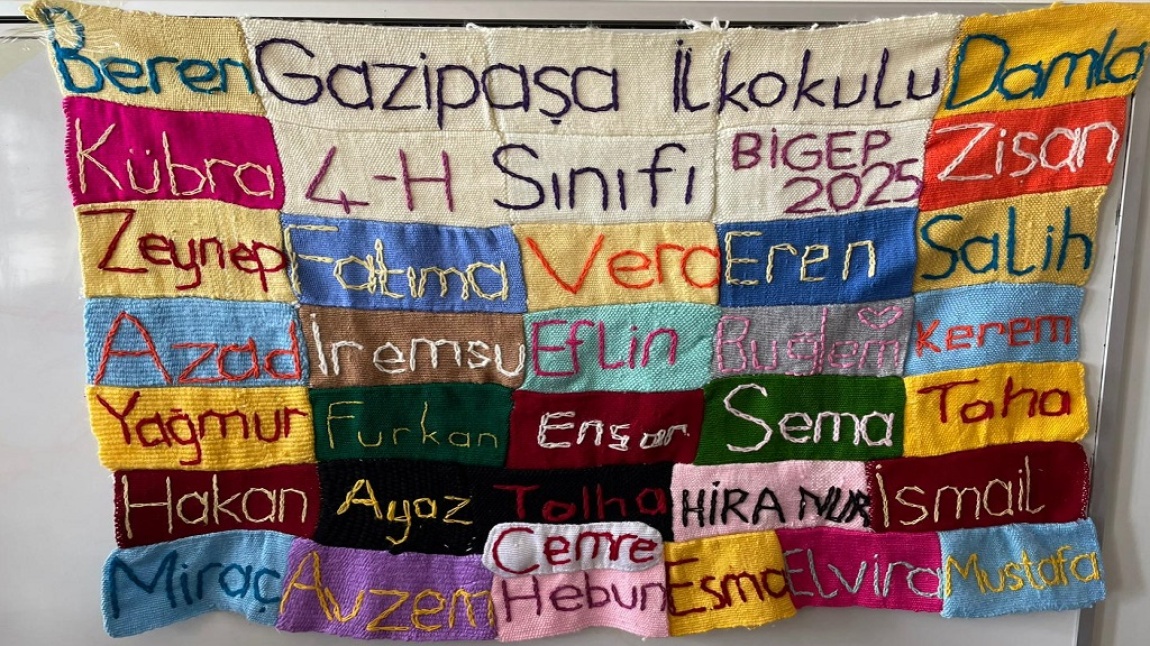 Beren Gazipaşa İLkokuLu Damla
Kübra 4-H Sınıfı BİGEP 2025 Zişan
Zeynep Fatıma Vera Eren Salih
Azad İremsu EfLin Buğlem Kerem
Yağmur Furkan Ensar Sema Taha
Hakan Ayaz Talha HİRA NUR İsmaiL
Miraç Avzem Cemre Hebun Esma Elvira Mustafa